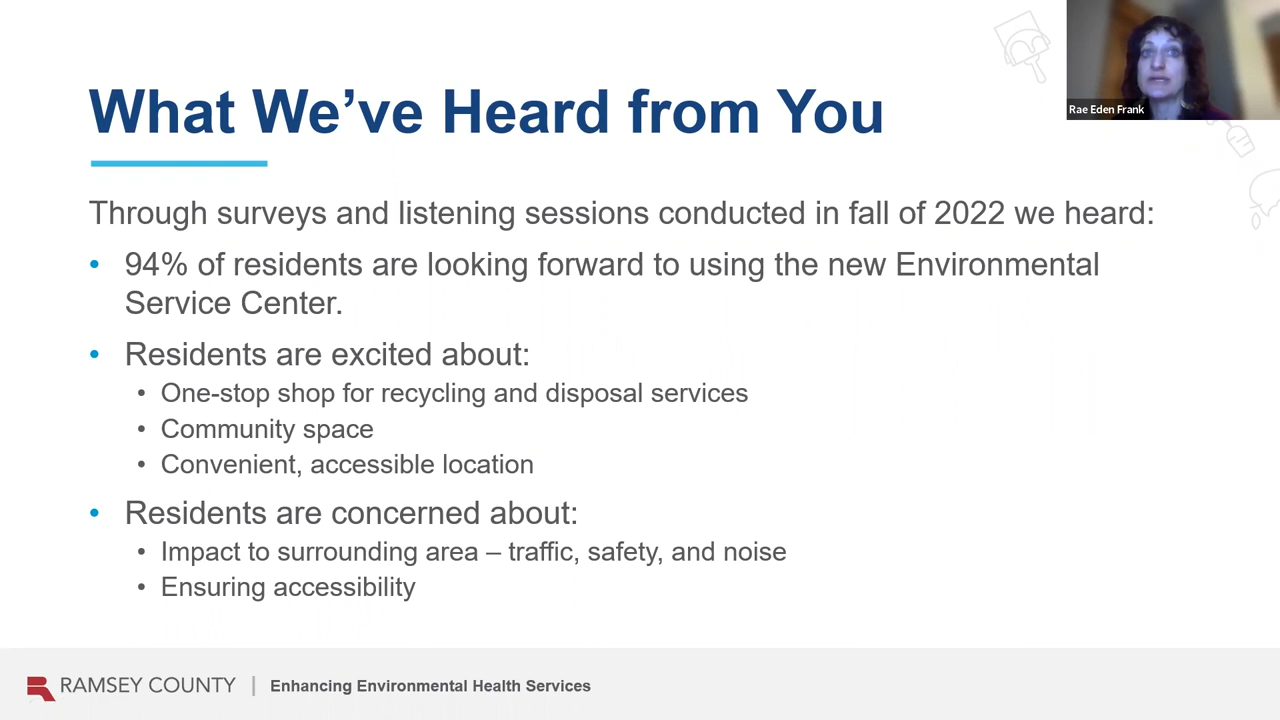 What We’ve Heard from You
Rae Eden Frank
Through surveys and listening sessions conducted in fall of 2022 we heard:
• 94% of residents are looking forward to using the new Environmental
Service Center.
• Residents are excited about:
• One-stop shop for recycling and disposal services
• Community space
• Convenient, accessible location
• Residents are concerned about:
• Impact to surrounding area – traffic, safety, and noise
• Ensuring accessibility
RAMSEY COUNTY | Enhancing Environmental Health Services